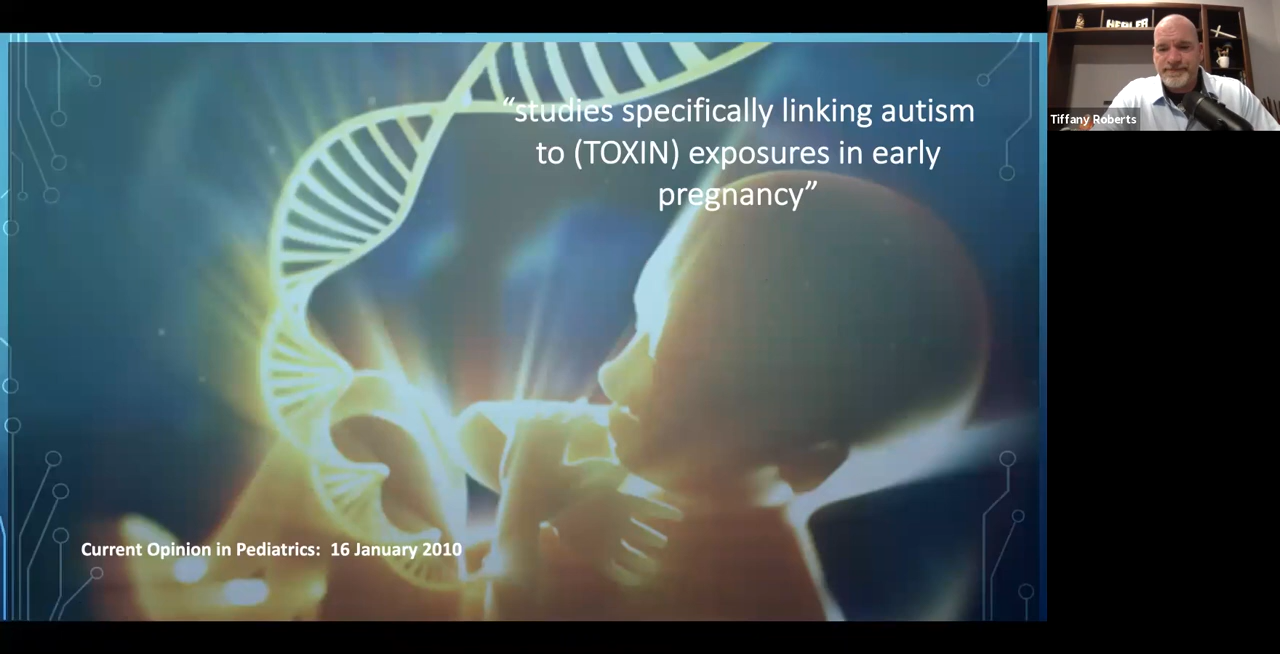 “studies specifically linking autism
to (TOXIN) exposures in early
pregnancy”
Current Opinion in Pediatrics:  16 January 2010
HEALER
Tiffany Roberts